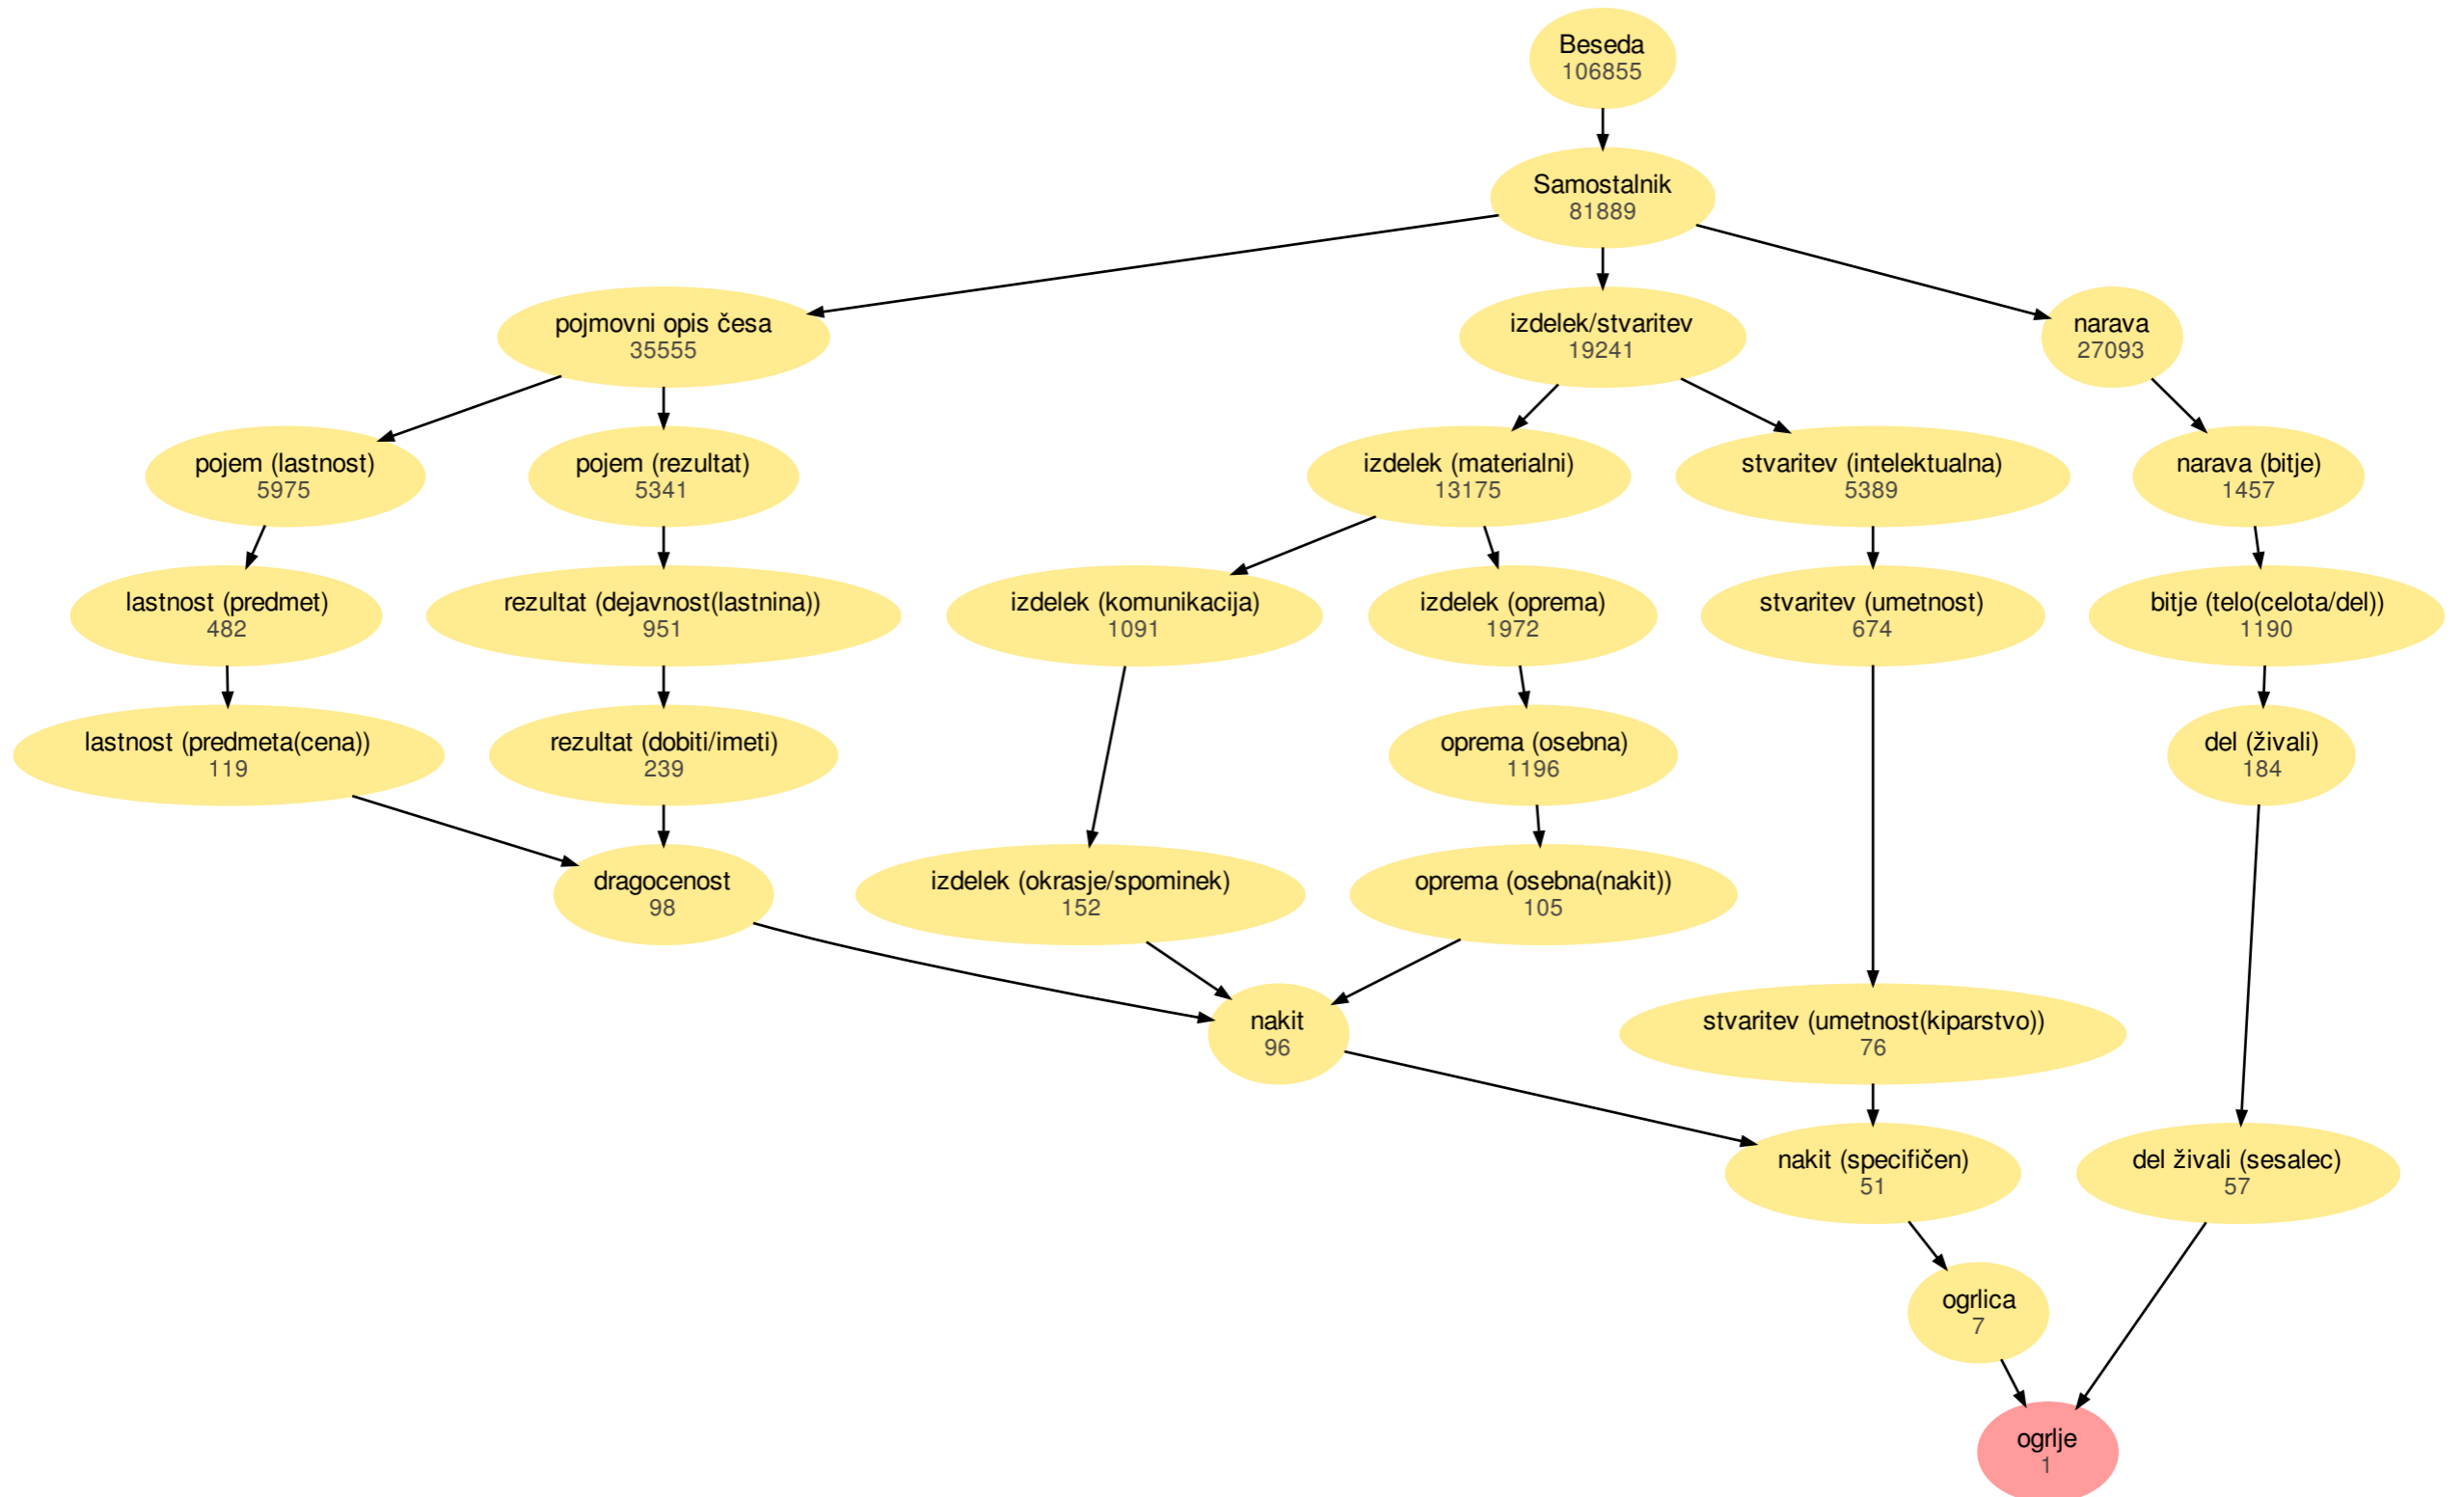 Beseda
106855
Samostalnik
81889
pojmovni opis česa
35555
izdelek/stvaritev
19241
narava
27093
pojem (lastnost)
5975
pojem (rezultat)
5341
izdelek (materialni)
13175
stvaritev (intelektualna)
5389
narava (bitje)
1457
lastnost (predmet)
482
rezultat (dejavnost(lastnina))
951
izdelek (komunikacija)
1091
izdelek (oprema)
1972
stvaritev (umetnost)
674
bitje (telo(celota/del))
1190
lastnost (predmeta(cena))
119
rezultat (dobiti/imeti)
239
oprema (osebna)
1196
del (živali)
184
dragocenost
98
izdelek (okrasje/spominek)
152
oprema (osebna(nakit))
105
nakit
96
stvaritev (umetnost(kiparstvo))
76
nakit (specifičen)
51
del živali (sesalec)
57
ogrlica
7
ogrlje
1